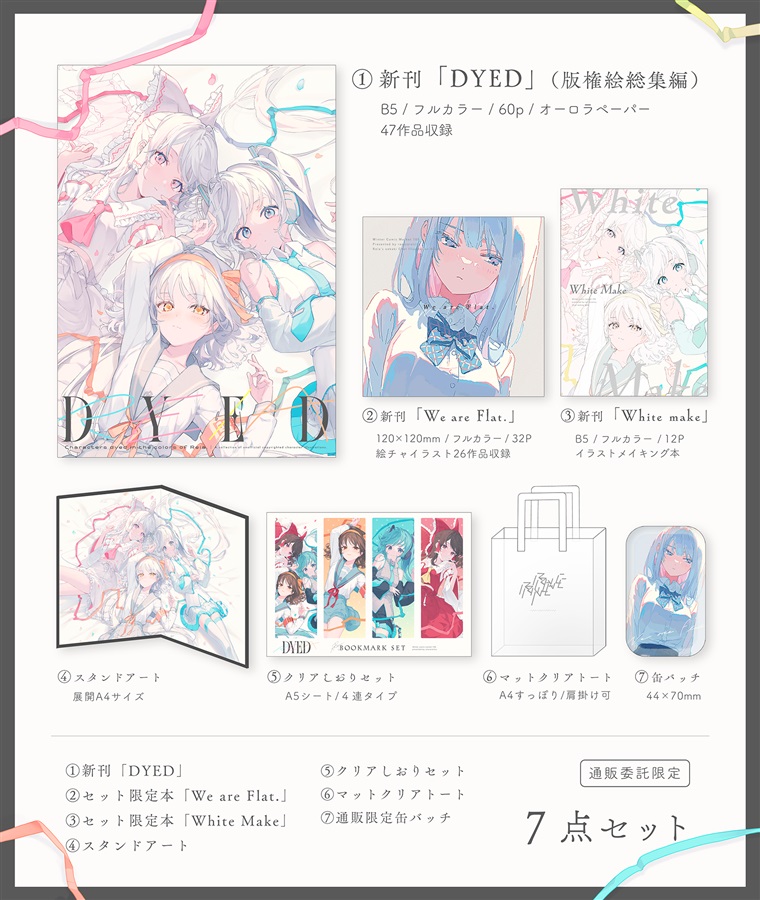 ①新刊「DYED」(版権絵総集編)
B5 / フルカラー / 60p / オーロラペーパー
47作品収録
DYED
Characters dyed in the colors of Reia.
White
White Make
Make
We are Flat.
②新刊「We are Flat.」
120×120mm / フルカラー / 32P
絵チャイラスト26作品収録
③新刊「White make」
B5 / フルカラー / 12P
イラストメイキング本
DYED
BOOKMARK SET
④スタンドアート
展開A4サイズ
⑤クリアしおりセット
A5シート / 4連タイプ
⑥マットクリアトート
A4すっぽり/肩掛け可
⑦缶バッチ
44×70mm
①新刊「DYED」
②セット限定本「We are Flat.」
③セット限定本「White Make」
④スタンドアート
⑤クリアしおりセット
⑥マットクリアトート
⑦通販限定缶バッチ
通販委託限定
7点セット